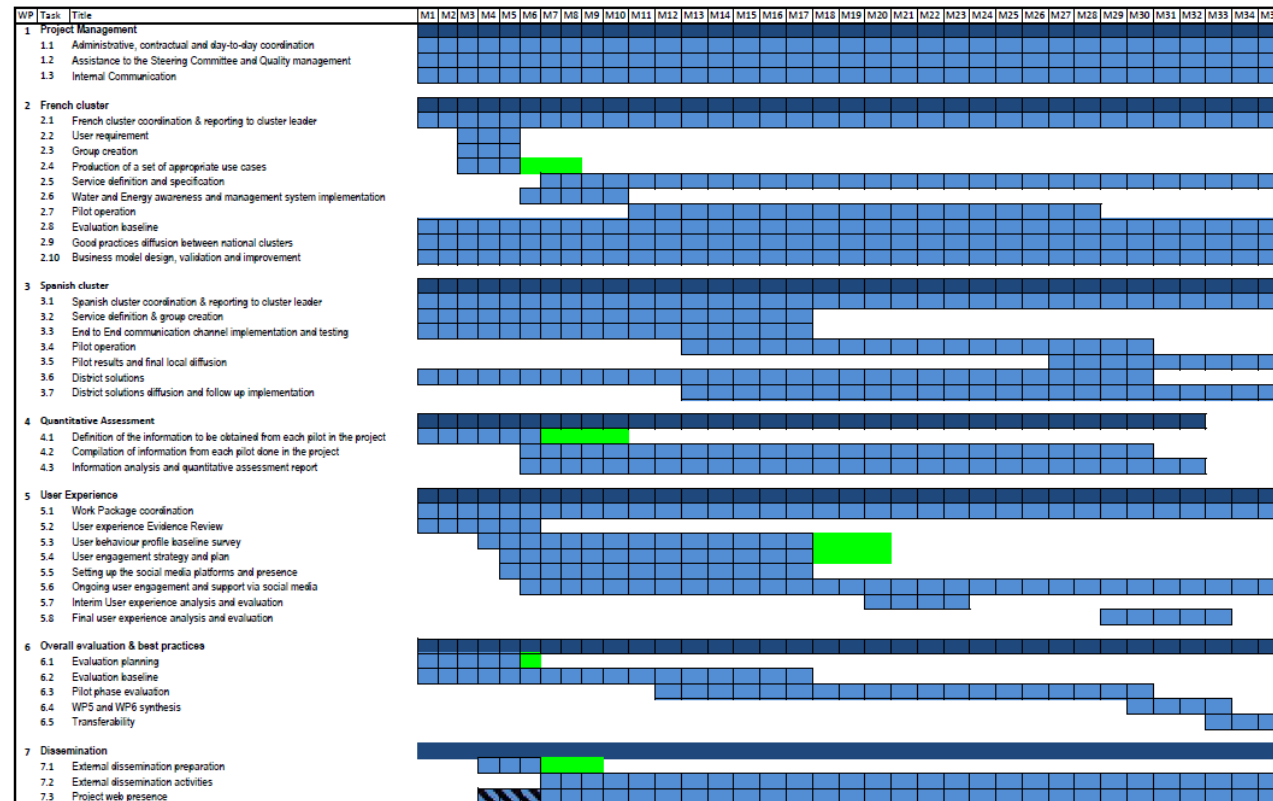 WP Task Title M1 M2 M3 M4 M5 M6 M7 M8 M9 M10 M11 M12 M13 M14 M15 M16 M17 M18 M19 M20 M21 M22 M23 M24 M25 M26 M27 M28 M29 M30 M31 M32 M33 M34
1 Project Management
1.1 Administrative, contractual and day-to-day coordination
1.2 Assistance to the Steering Committee and Quality management
1.3 Internal Communication
2 French cluster
2.1 French cluster coordination & reporting to cluster leader
2.2 User requirement
2.3 Group creation
2.4 Production of a set of appropriate use cases
2.5 Service definition and specification
2.6 Water and Energy awareness and management system implementation
2.7 Pilot operation
2.8 Evaluation baseline
2.9 Good practices diffusion between national clusters
2.10 Business model design, validation and improvement
3 Spanish cluster
3.1 Spanish cluster coordination & reporting to cluster leader
3.2 Service definition & group creation
3.3 End to End communication channel implementation and testing
3.4 Pilot operation
3.5 Pilot results and final local diffusion
3.6 District solutions
3.7 District solutions diffusion and follow up implementation
4 Quantitative Assessment
4.1 Definition of the information to be obtained from each pilot in the project
4.2 Compilation of information from each pilot done in the project
4.3 Information analysis and quantitative assessment report
5 User Experience
5.1 Work Package coordination
5.2 User experience Evidence Review
5.3 User behaviour profile baseline survey
5.4 User engagement strategy and plan
5.5 Setting up the social media platforms and presence
5.6 Ongoing user engagement and support via social media
5.7 Interim User experience analysis and evaluation
5.8 Final user experience analysis and evaluation
6 Overall evaluation & best practices
6.1 Evaluation planning
6.2 Evaluation baseline
6.3 Pilot phase evaluation
6.4 WP5 and WP6 synthesis
6.5 Transferability
7 Dissemination
7.1 External dissemination preparation
7.2 External dissemination activities
7.3 Project web presence